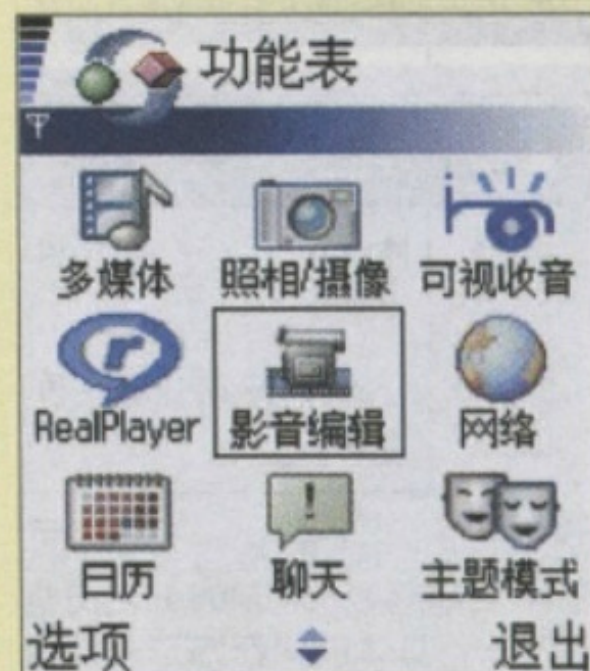 功能表
多媒体 照相/摄像 可视收音
RealPlayer 影音编辑 网络
日历 聊天 主题模式
选项 退出